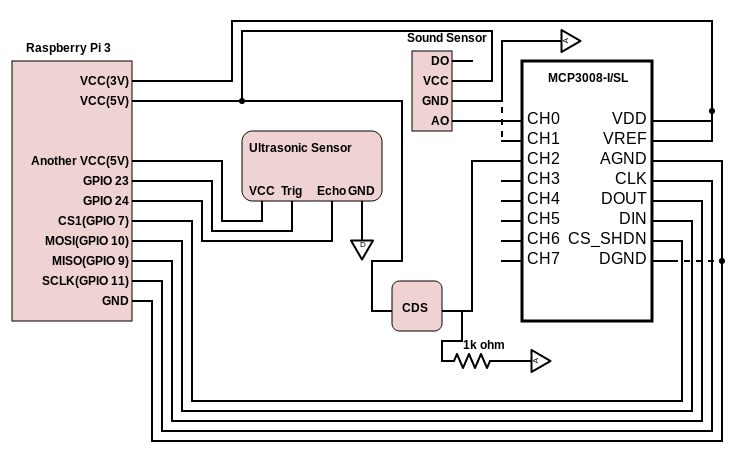 Raspberry Pi 3
VCC(3V)
VCC(5V)
Another VCC(5V)
GPIO 23
GPIO 24
CS1(GPIO 7)
MOSI(GPIO 10)
MISO(GPIO 9)
SCLK(GPIO 11)
GND
Ultrasonic Sensor
VCC Trig Echo GND
D
Sound Sensor
DO
VCC
GND
AO
A
CDS
1k ohm
A
MCP3008-I/SL
CH0 VDD
CH1 VREF
CH2 AGND
CH3 CLK
CH4 DOUT
CH5 DIN
CH6 CS_SHDN
CH7 DGND